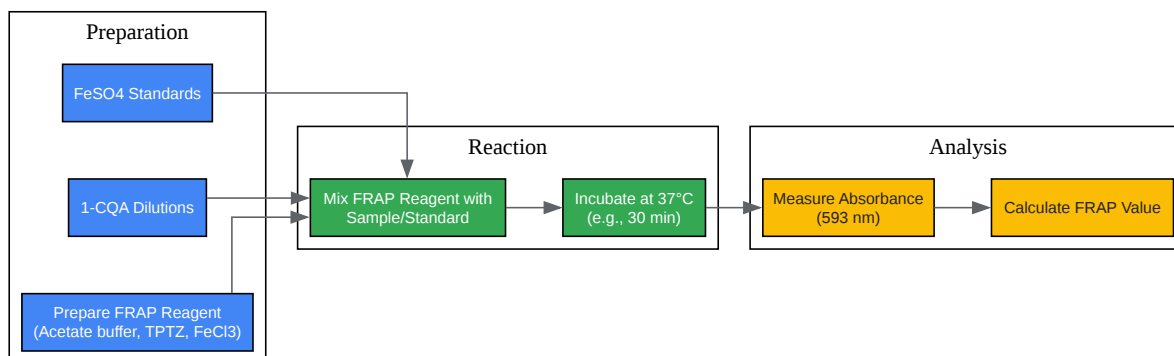 Preparation
FeSO4 Standards
1-CQA Dilutions
Prepare FRAP Reagent
(Acetate buffer, TPTZ, FeCl3)
Reaction
Mix FRAP Reagent with
Sample/Standard
Incubate at 37°C
(e.g., 30 min)
Analysis
Measure Absorbance
(593 nm)
Calculate FRAP Value